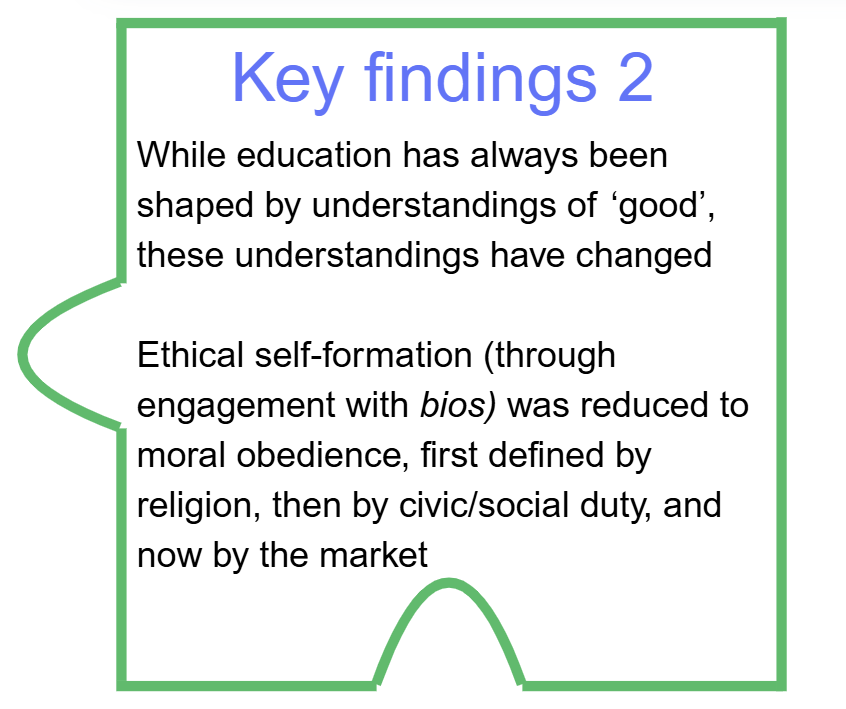 Key findings 2
While education has always been
shaped by understandings of ‘good’,
these understandings have changed
Ethical self-formation (through
engagement with bios) was reduced to
moral obedience, first defined by
religion, then by civic/social duty, and
now by the market